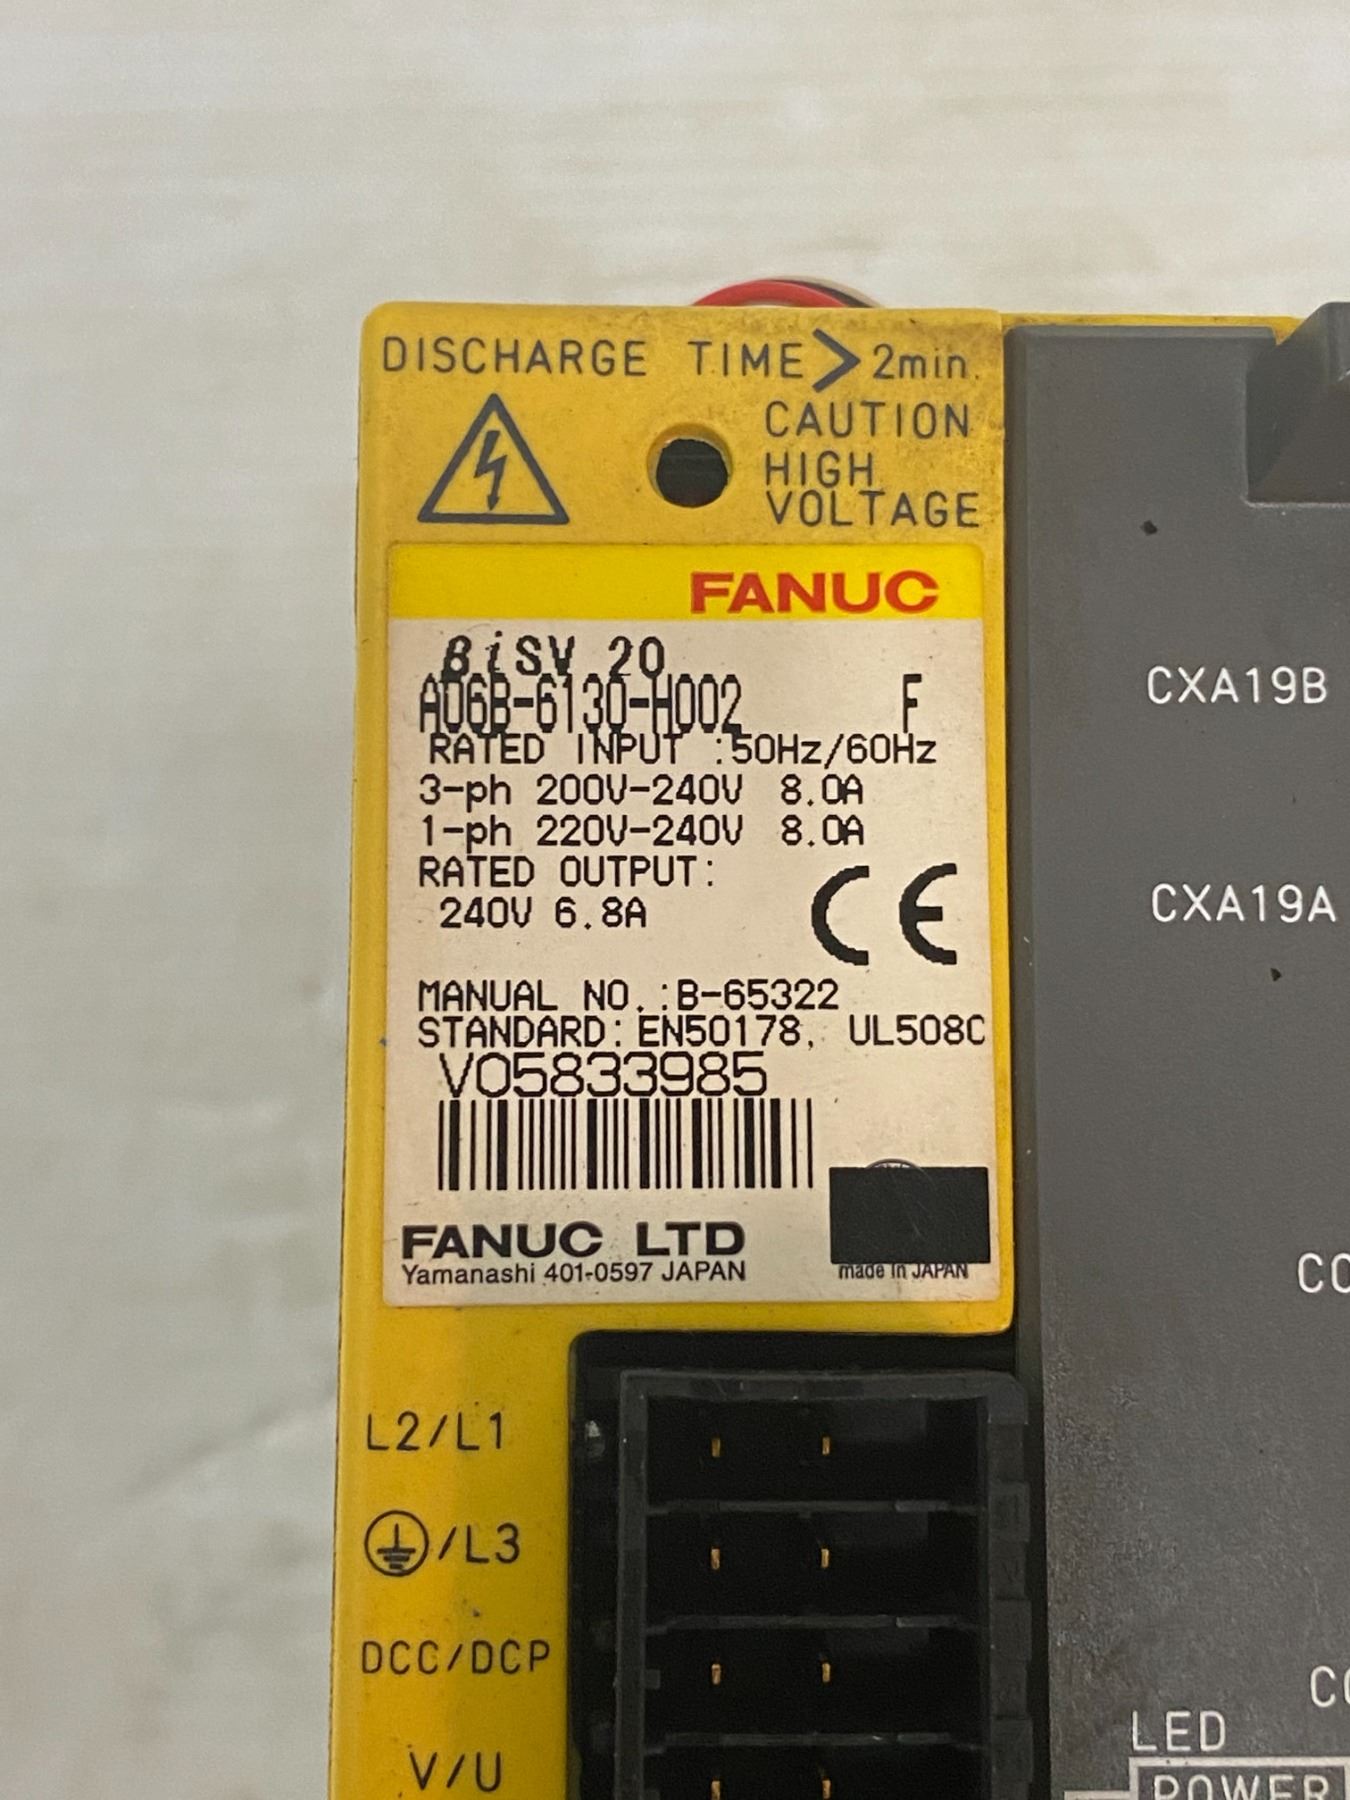 DISCHARGE TIME > 2min.
CAUTION
HIGH
VOLTAGE
FANUC
βiSV 20
A06B-6130-H002 F
RATED INPUT :50Hz/60Hz
3-ph 200V-240V 8.0A
1-ph 220V-240V 8.0A
RATED OUTPUT:
240V 6.8A
CE
MANUAL NO.:B-65322
STANDARD: EN50178, UL508C
V05833985
FANUC LTD
Yamanashi 401-0597 JAPAN
made in JAPAN
CXA19B
CXA19A
L2/L1
/L3
DCC/DCP
V/U
LED
POWER